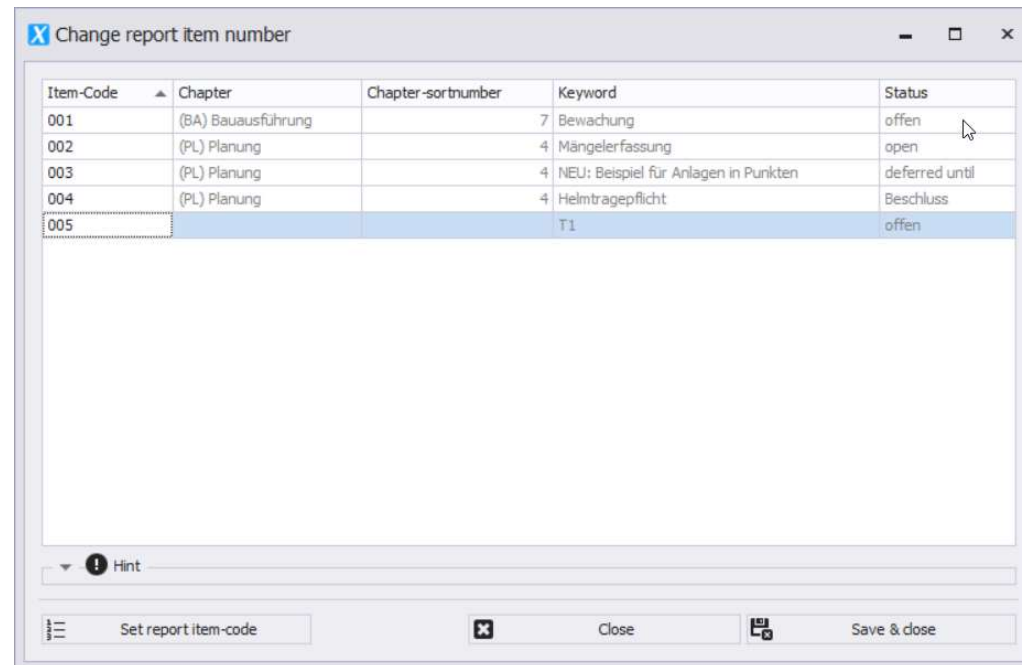 X Change report item number
Item-Code Chapter Chapter-sortnumber Keyword Status
001 (BA) Bauausführung 7 Bewachung offen
002 (PL) Planung 4 Mängelerfassung open
003 (PL) Planung 4 NEU: Beispiel für Anlagen in Punkten deferred until
004 (PL) Planung 4 Helmtragepflicht Beschluss
005 T1 offen
Hint
Set report item-code Close Save & close